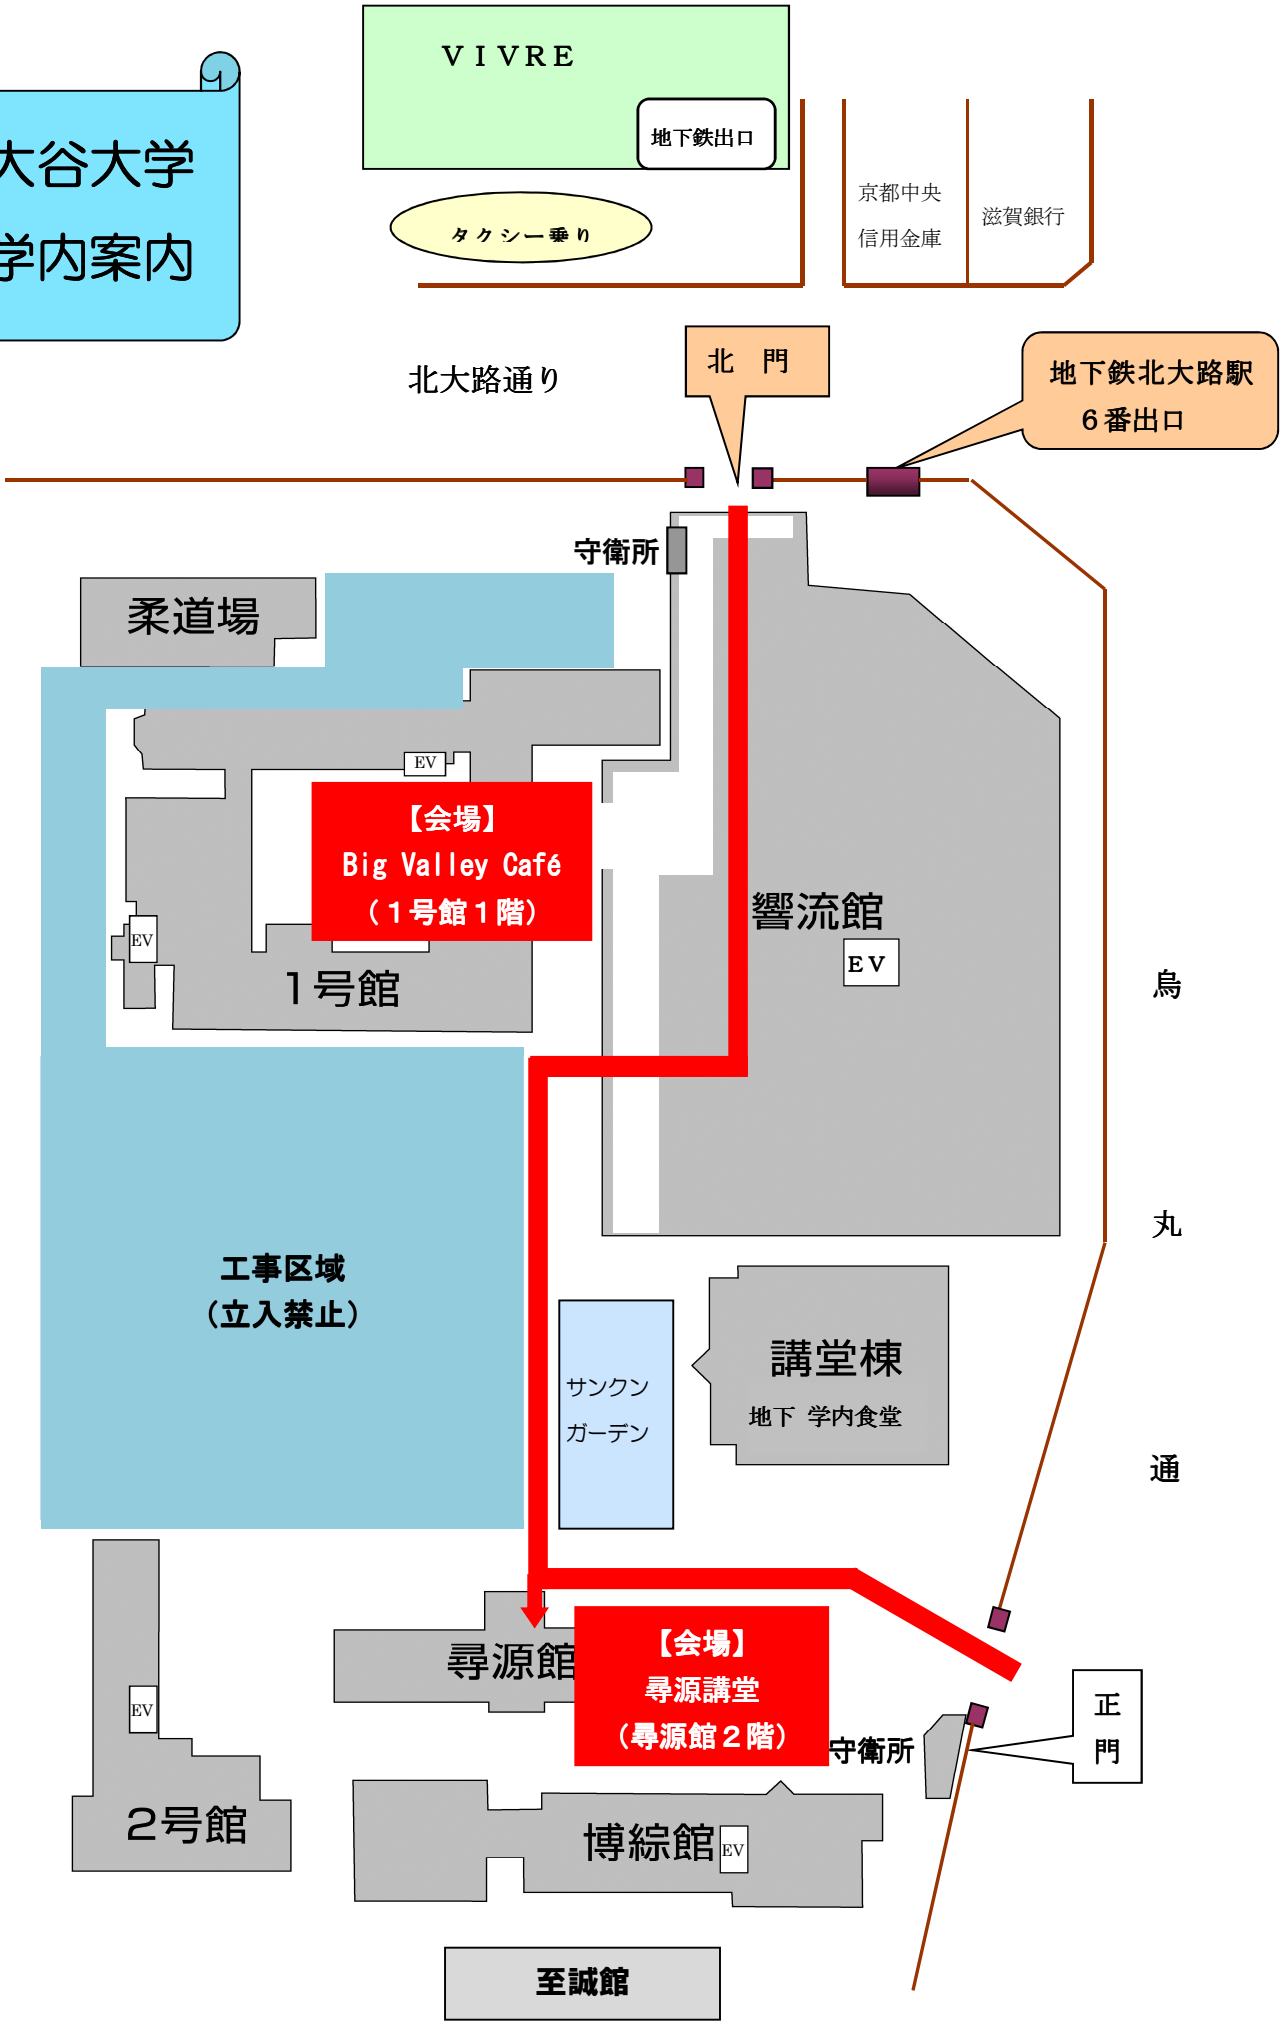 大谷大学
学内案内
ＶＩＶＲＥ
地下鉄出口
タクシー乗り
京都中央
信用金庫
滋賀銀行
北大路通り
北　門
地下鉄北大路駅
６番出口
守衛所
柔道場
EV
【会場】
Big Valley Café
（１号館１階）
響流館
ＥＶ
EV
１号館
烏
丸
通
工事区域
（立入禁止）
サンクン
ガーデン
講堂棟
地下 学内食堂
尋源館
【会場】
尋源講堂
（尋源館２階）
守衛所
正
門
EV
２号館
博綜館
EV
至誠館